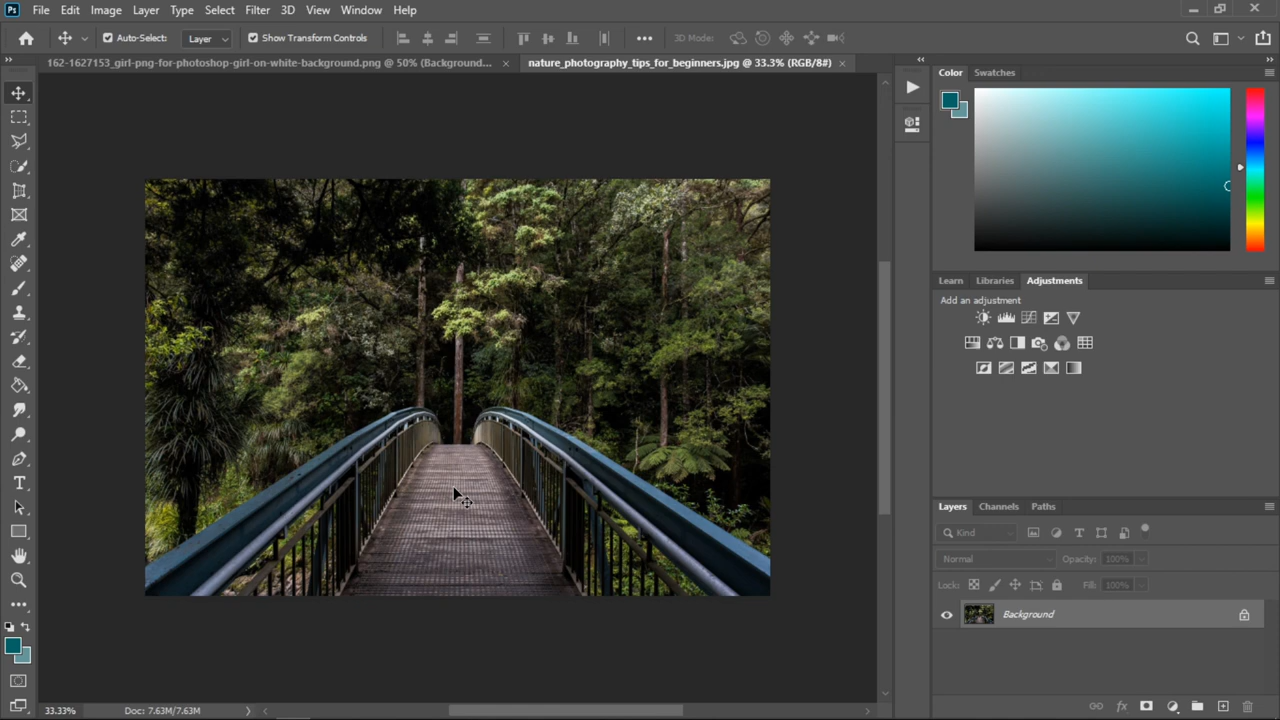 Ps File Edit Image Layer Type Select Filter 3D View Window Help
Auto-Select: Layer Show Transform Controls 3D Mode:
162-1627153_girl-png-for-photoshop-girl-on-white-background.png @ 50% (Background... nature_photography_tips_for_beginners.jpg @ 33.3% (RGB/8#)
Color Swatches
Learn Libraries Adjustments
Add an adjustment
Layers Channels Paths
Kind
Normal Opacity: 100%
Lock: Fill: 100%
Background
33.33% Doc: 7.63M/7.63M